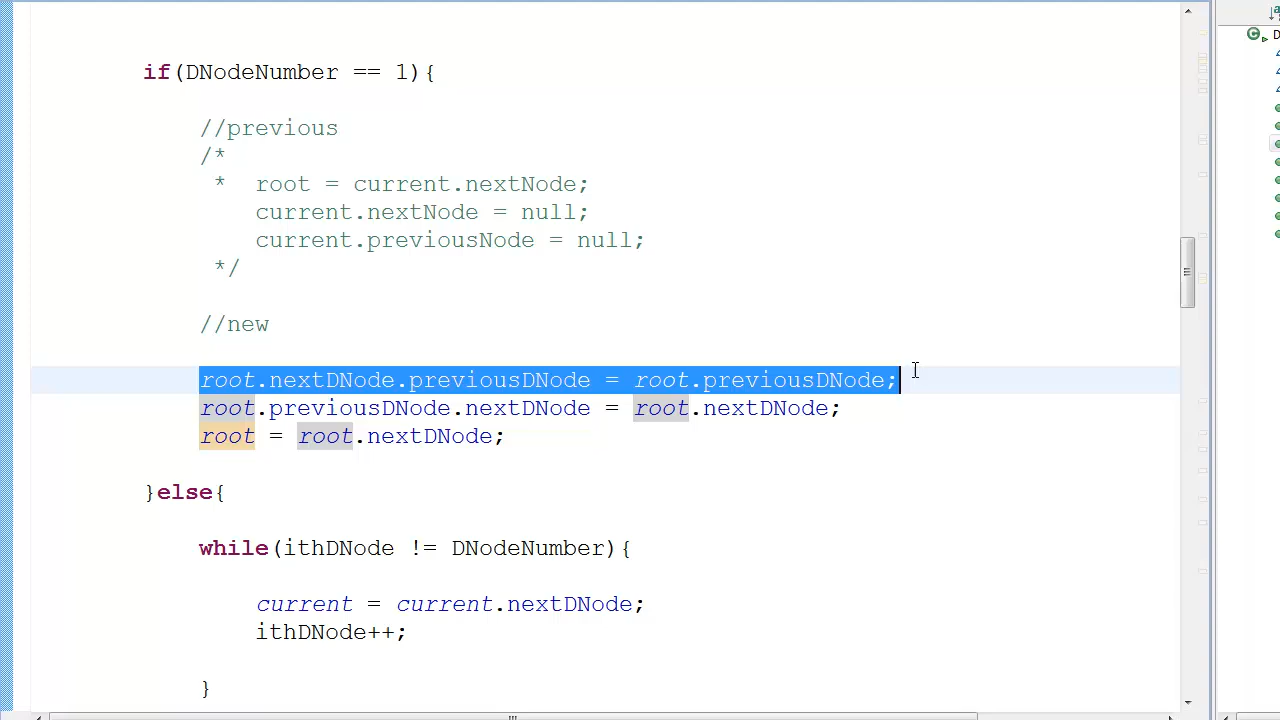 if(DNodeNumber == 1){
//previous
/*
* root = current.nextNode;
current.nextNode = null;
current.previousNode = null;
*/
//new
root.nextDNode.previousDNode = root.previousDNode;
root.previousDNode.nextDNode = root.nextDNode;
root = root.nextDNode;
}else{
while(ithDNode != DNodeNumber){
current = current.nextDNode;
ithDNode++;
}
C
D